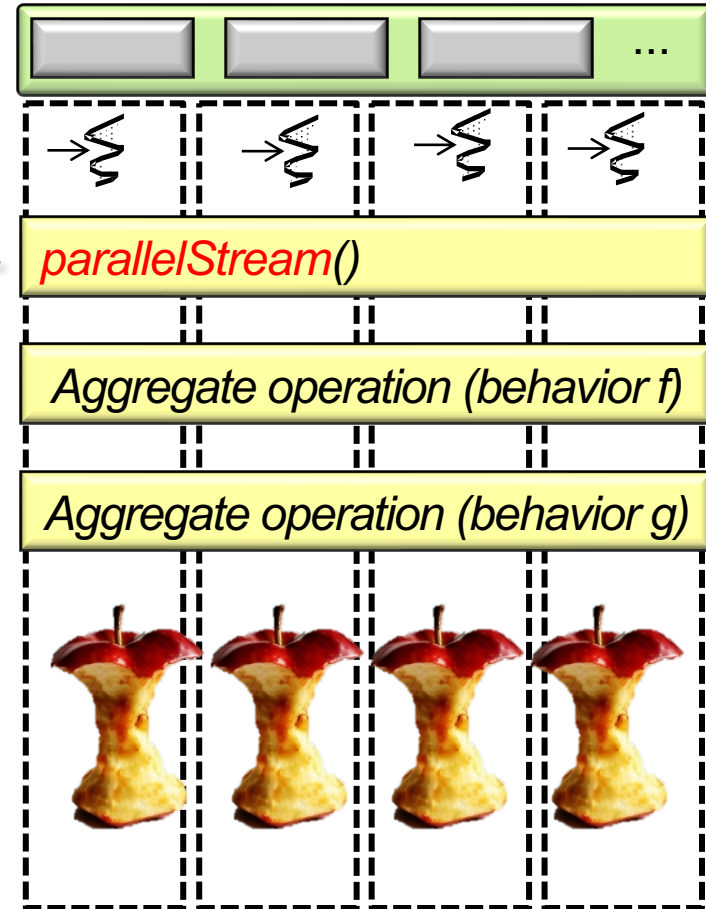 ...
parallelStream()
Aggregate operation (behavior f)
Aggregate operation (behavior g)